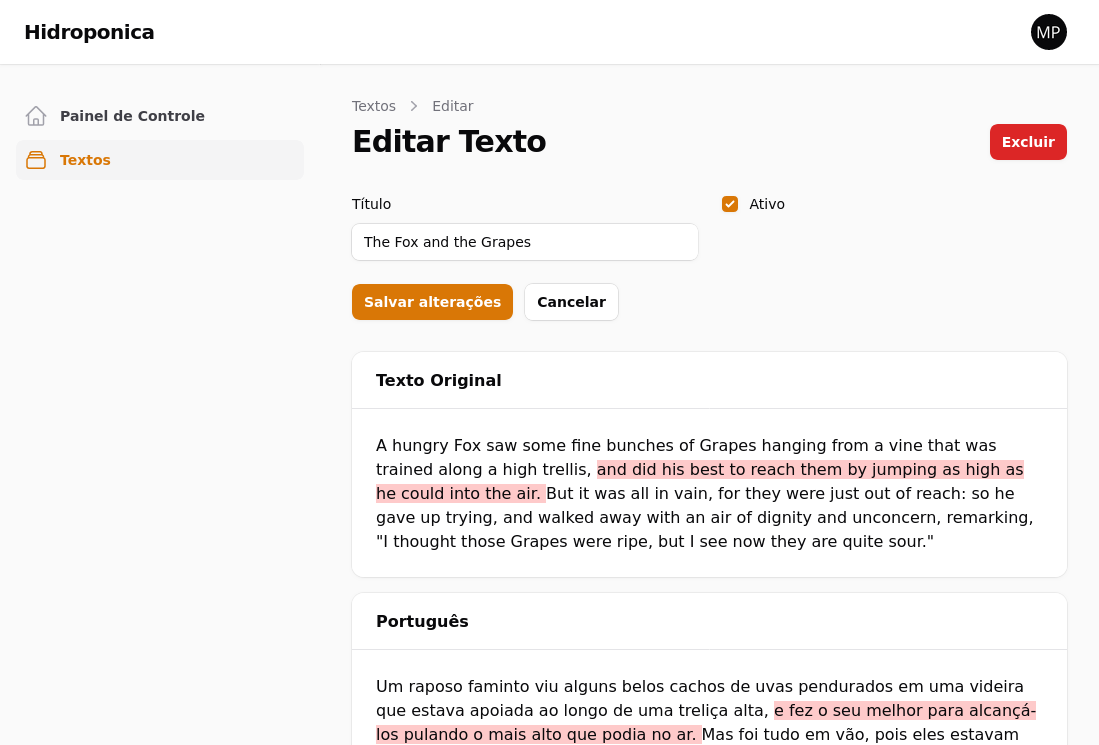 Hidroponica
MP
Painel de Controle
Textos
Textos
Editar
Editar Texto
Excluir
Título
Ativo
The Fox and the Grapes
Salvar alterações
Cancelar
Texto Original
A hungry Fox saw some fine bunches of Grapes hanging from a vine that was
trained along a high trellis, and did his best to reach them by jumping as high as
he could into the air. But it was all in vain, for they were just out of reach: so he
gave up trying, and walked away with an air of dignity and unconcern, remarking,
"I thought those Grapes were ripe, but I see now they are quite sour."
Português
Um raposo faminto viu alguns belos cachos de uvas pendurados em uma videira
que estava apoiada ao longo de uma treliça alta, e fez o seu melhor para alcançá-
los pulando o mais alto que podia no ar. Mas foi tudo em vão, pois eles estavam